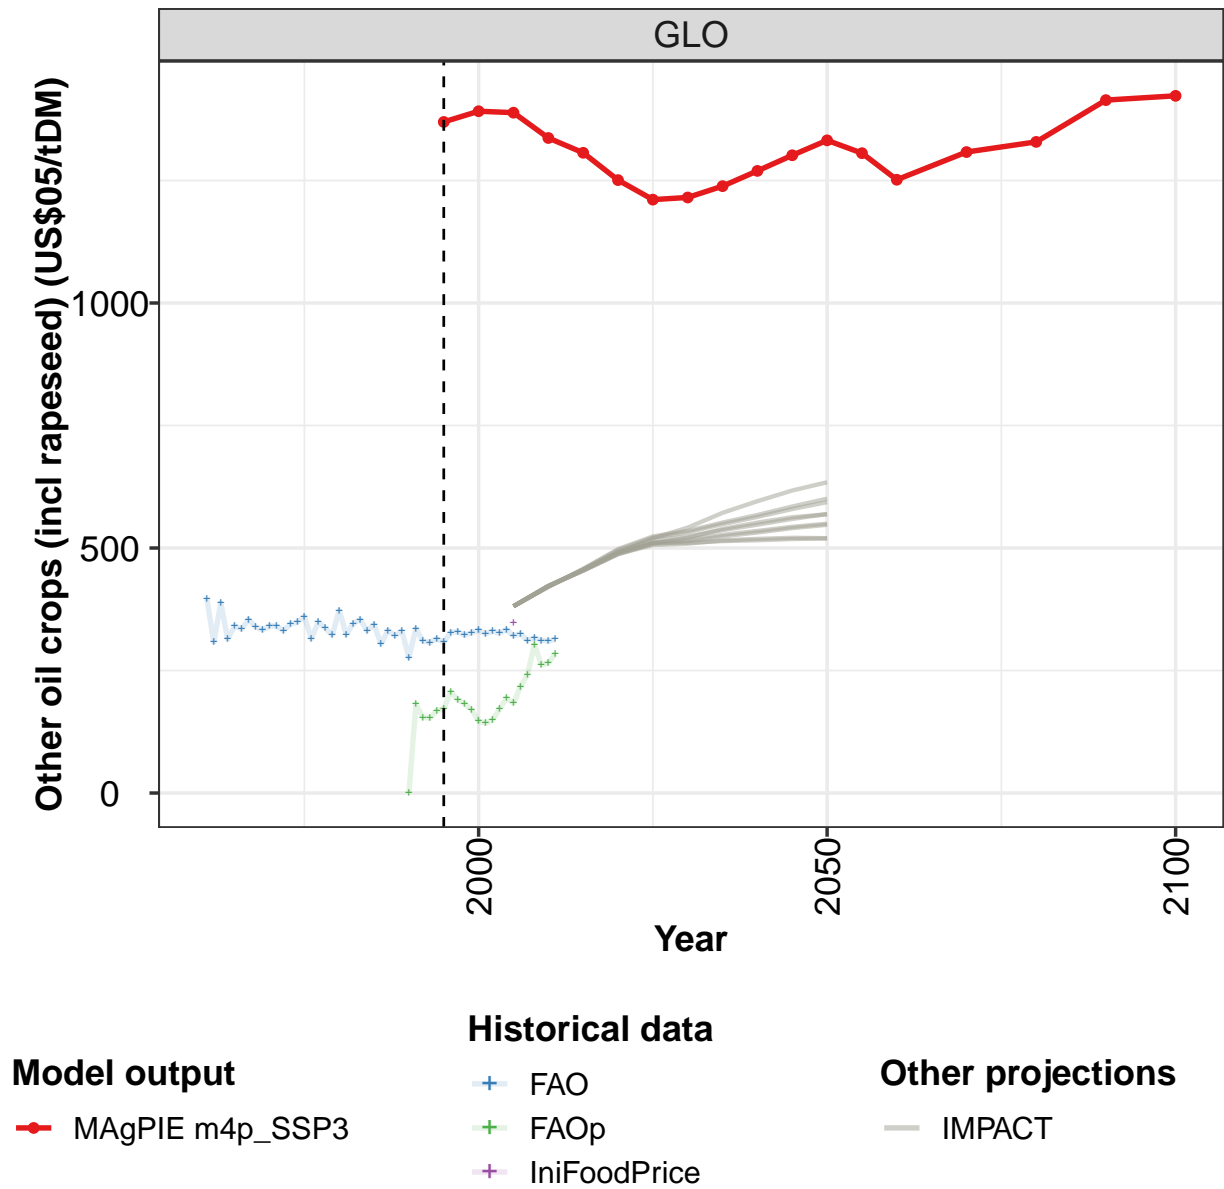 GLO
Other oil crops (incl rapeseed) (US$05/tDM)
1000
500
0
2000
2050
2100
Year
Model output
MAgPIE m4p_SSP3
Historical data
FAO
FAOp
IniFoodPrice
Other projections
IMPACT